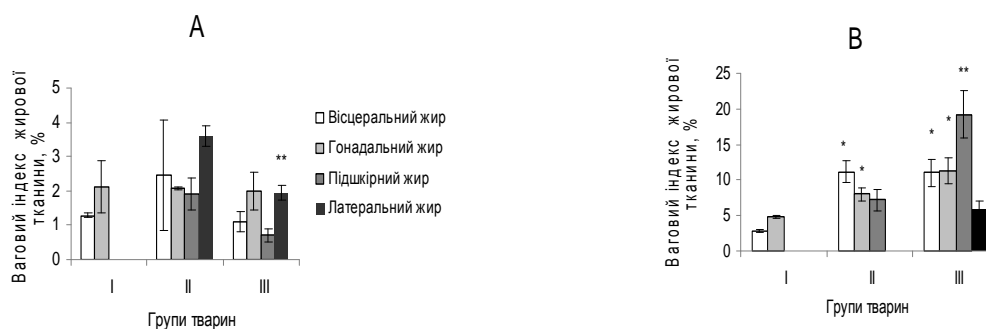 А
Ваговий індекс жирової
тканини, %
5
4
3
2
1
0
**
I
II
III
Групи тварин
Вісцеральний жир
Гонадальний жир
Підшкірний жир
Латеральний жир
В
Ваговий індекс жирової
тканини, %
25
20
15
10
5
0
*
*
*
*
**
I
II
III
Групи тварин